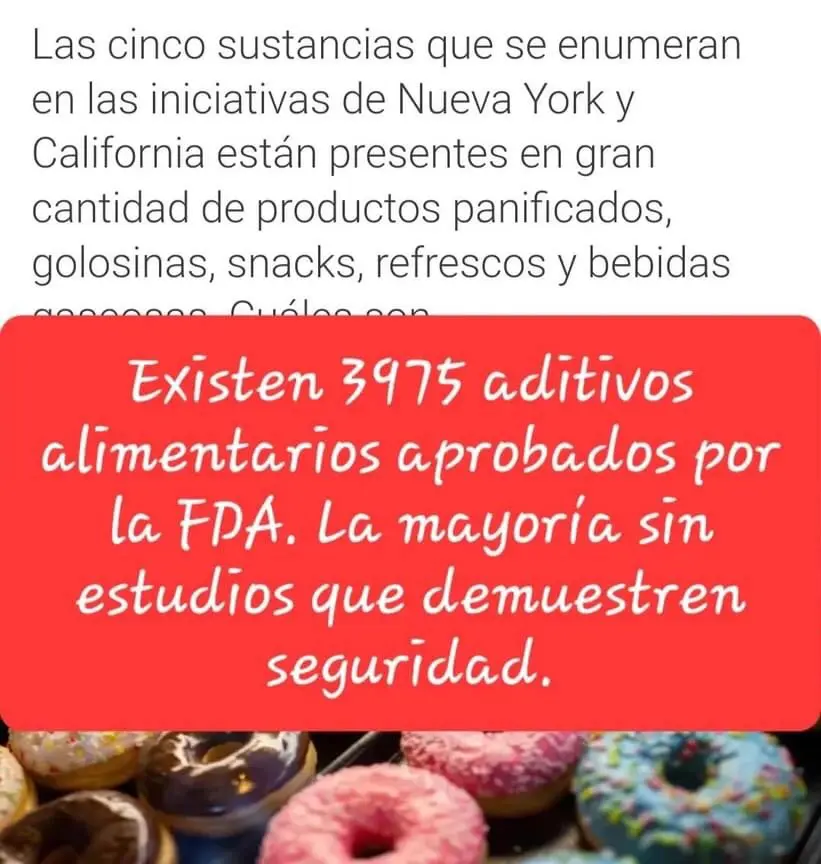 Las cinco sustancias que se enumeran
en las iniciativas de Nueva York y
California están presentes en gran
cantidad de productos panificados,
golosinas, snacks, refrescos y bebidas
Cuáles son
Existen 3975 aditivos
alimentarios aprobados por
la FDA. La mayoría sin
estudios que demuestren
seguridad.